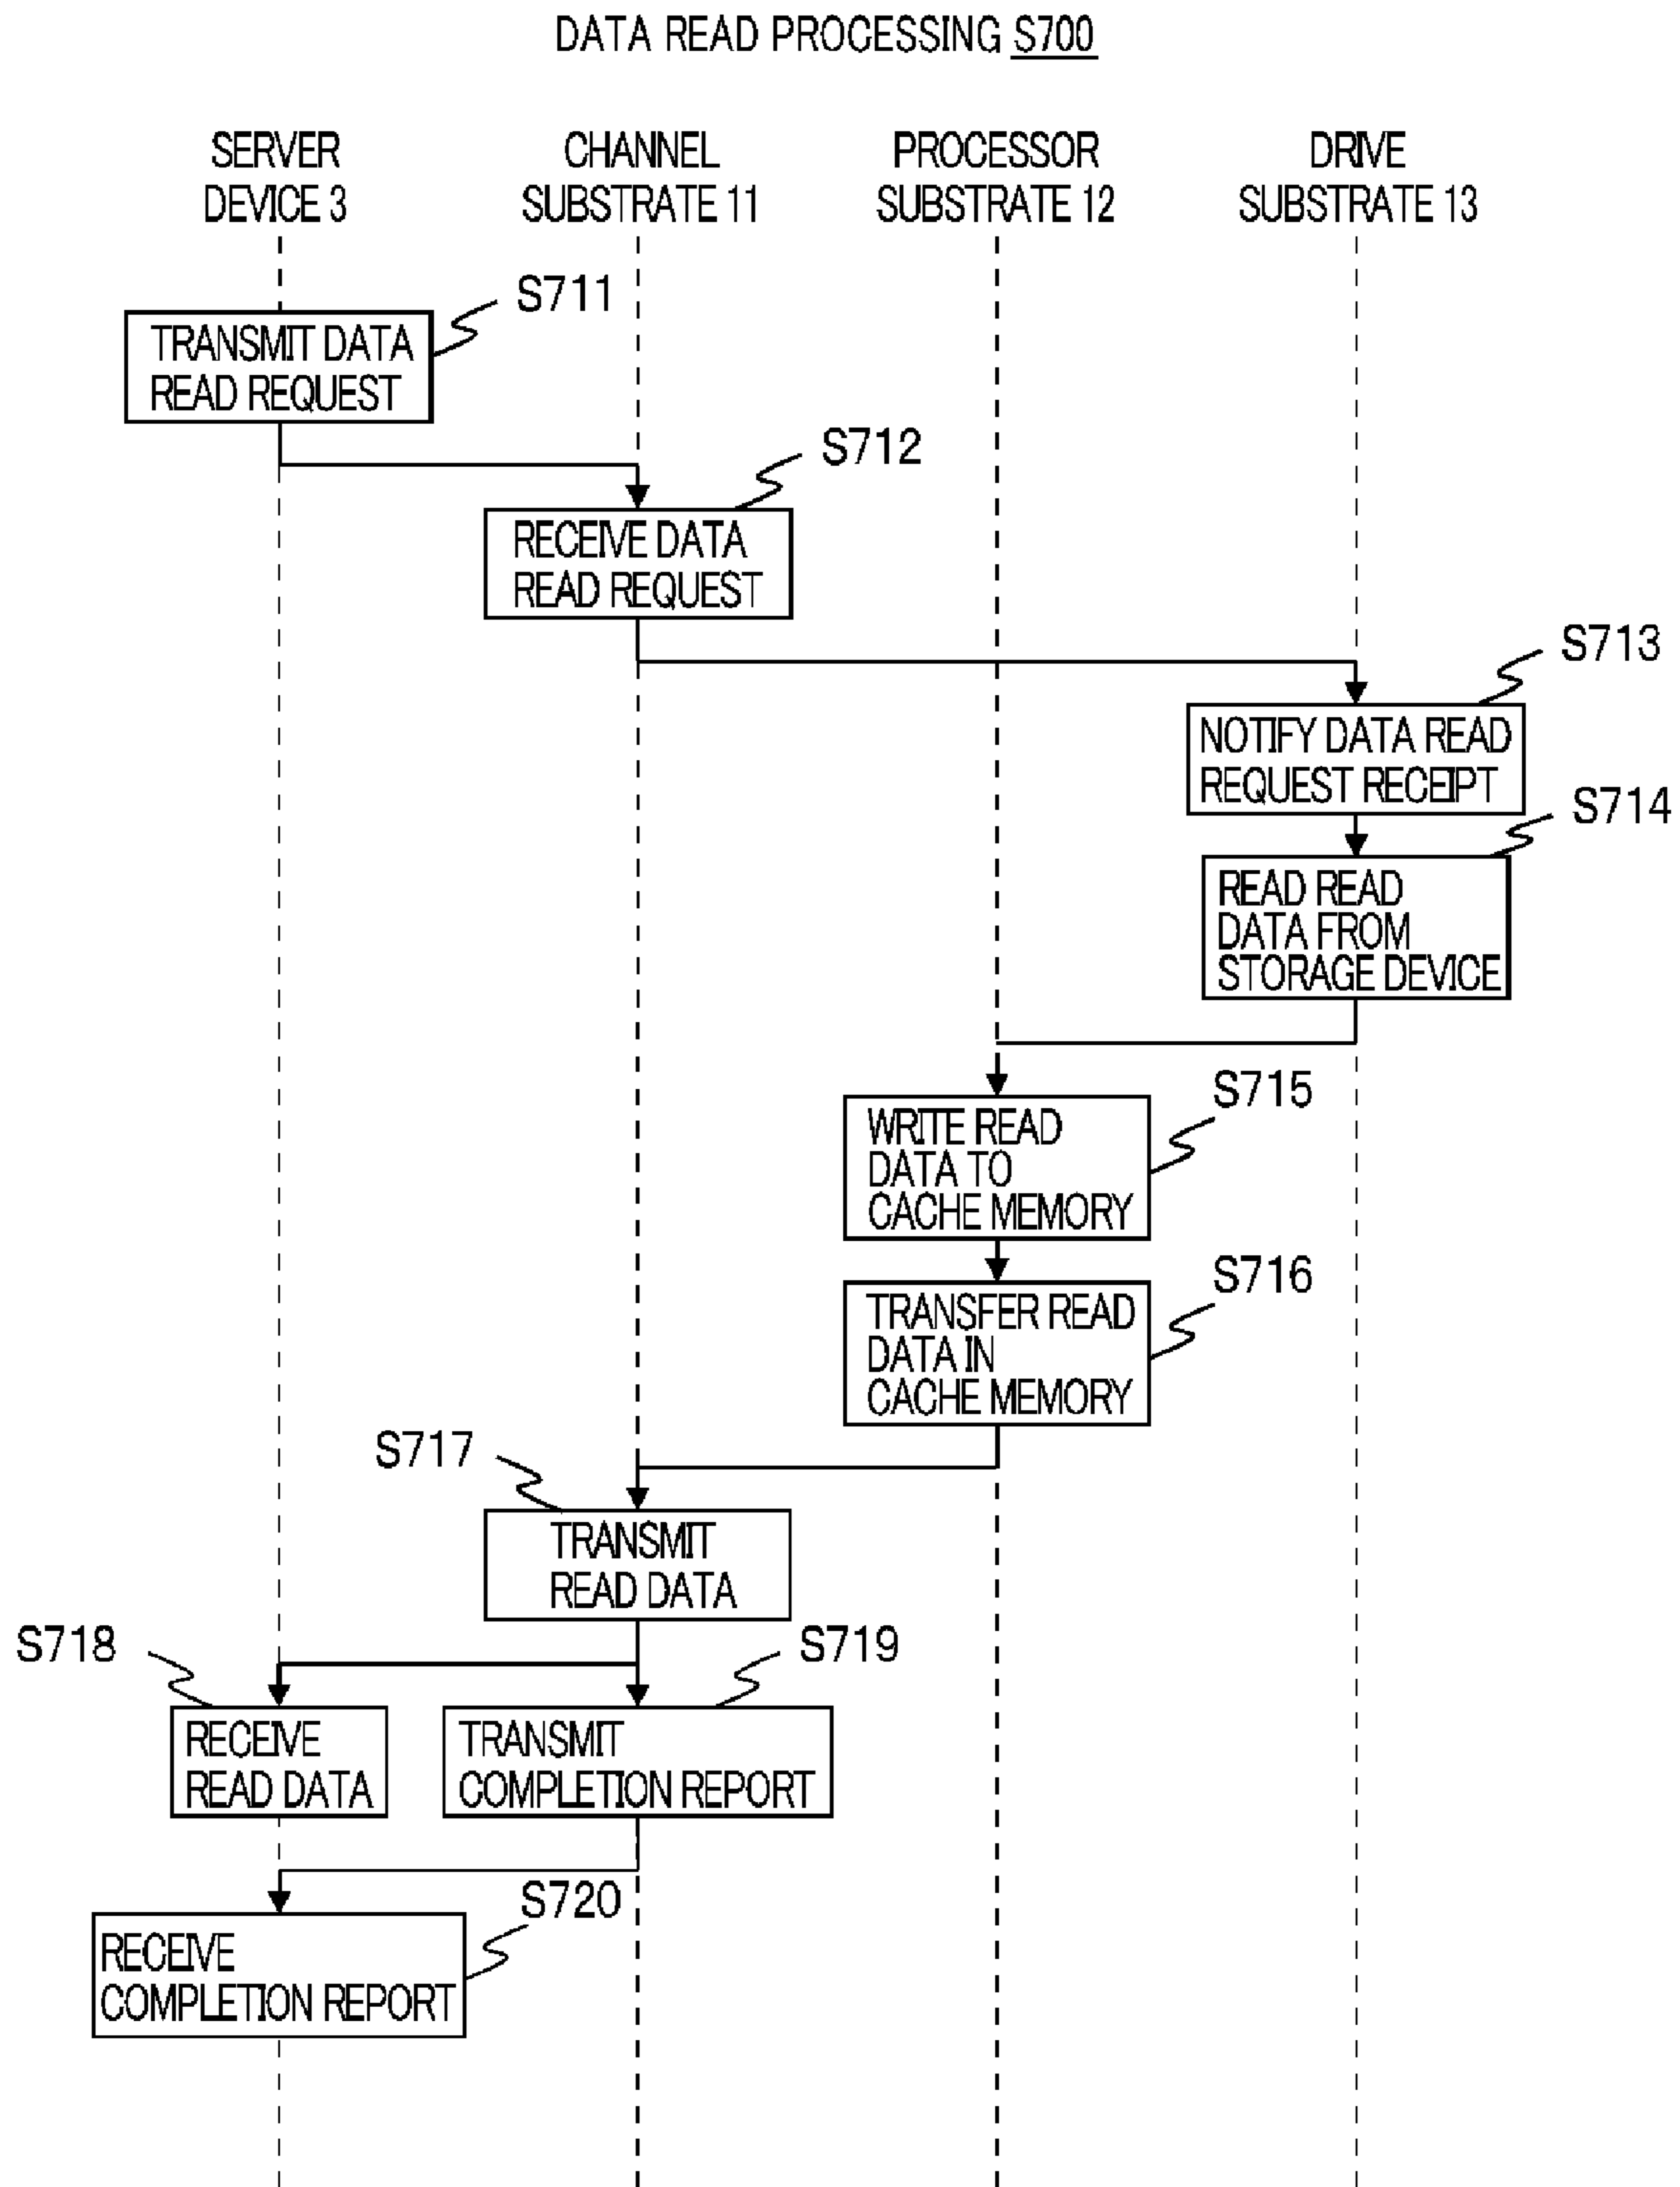 DATA READ PROCESSING S700
SERVER
DEVICE 3
CHANNEL
SUBSTRATE 11
PROCESSOR
SUBSTRATE 12
DRIVE
SUBSTRATE 13
S711
TRANSMIT DATA
READ REQUEST
S712
RECEIVE DATA
READ REQUEST
S713
NOTIFY DATA READ
REQUEST RECEIPT
S714
READ READ
DATA FROM
STORAGE DEVICE
S715
WRITE READ
DATA TO
CACHE MEMORY
S716
TRANSFER READ
DATA IN
CACHE MEMORY
S717
TRANSMIT
READ DATA
S718
RECEIVE
READ DATA
S719
TRANSMIT
COMPLETION REPORT
S720
RECEIVE
COMPLETION REPORT